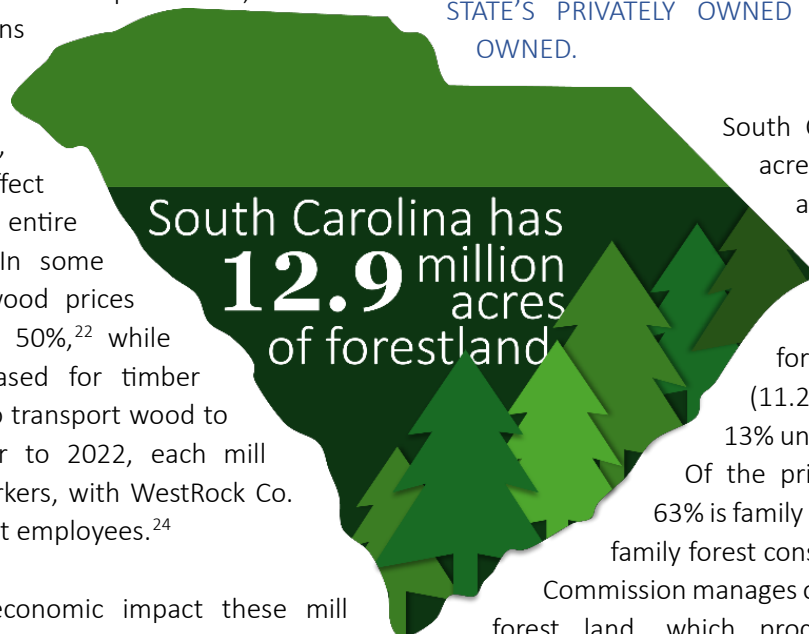 ns
,
ffect
entire
In some
wood prices
50%,22 while
ased for timber
transport wood to
r to 2022, each mill
rkers, with WestRock Co.
t employees.24
economic impact these mill
South Carolina has
12.9 million
acres
of forestland
STATE’S PRIVATELY OWNED
OWNED.
South
acre
a
for
(11.2
13% un
Of the pri
63% is family
family forest cons
Commission manages
forest land, which proc